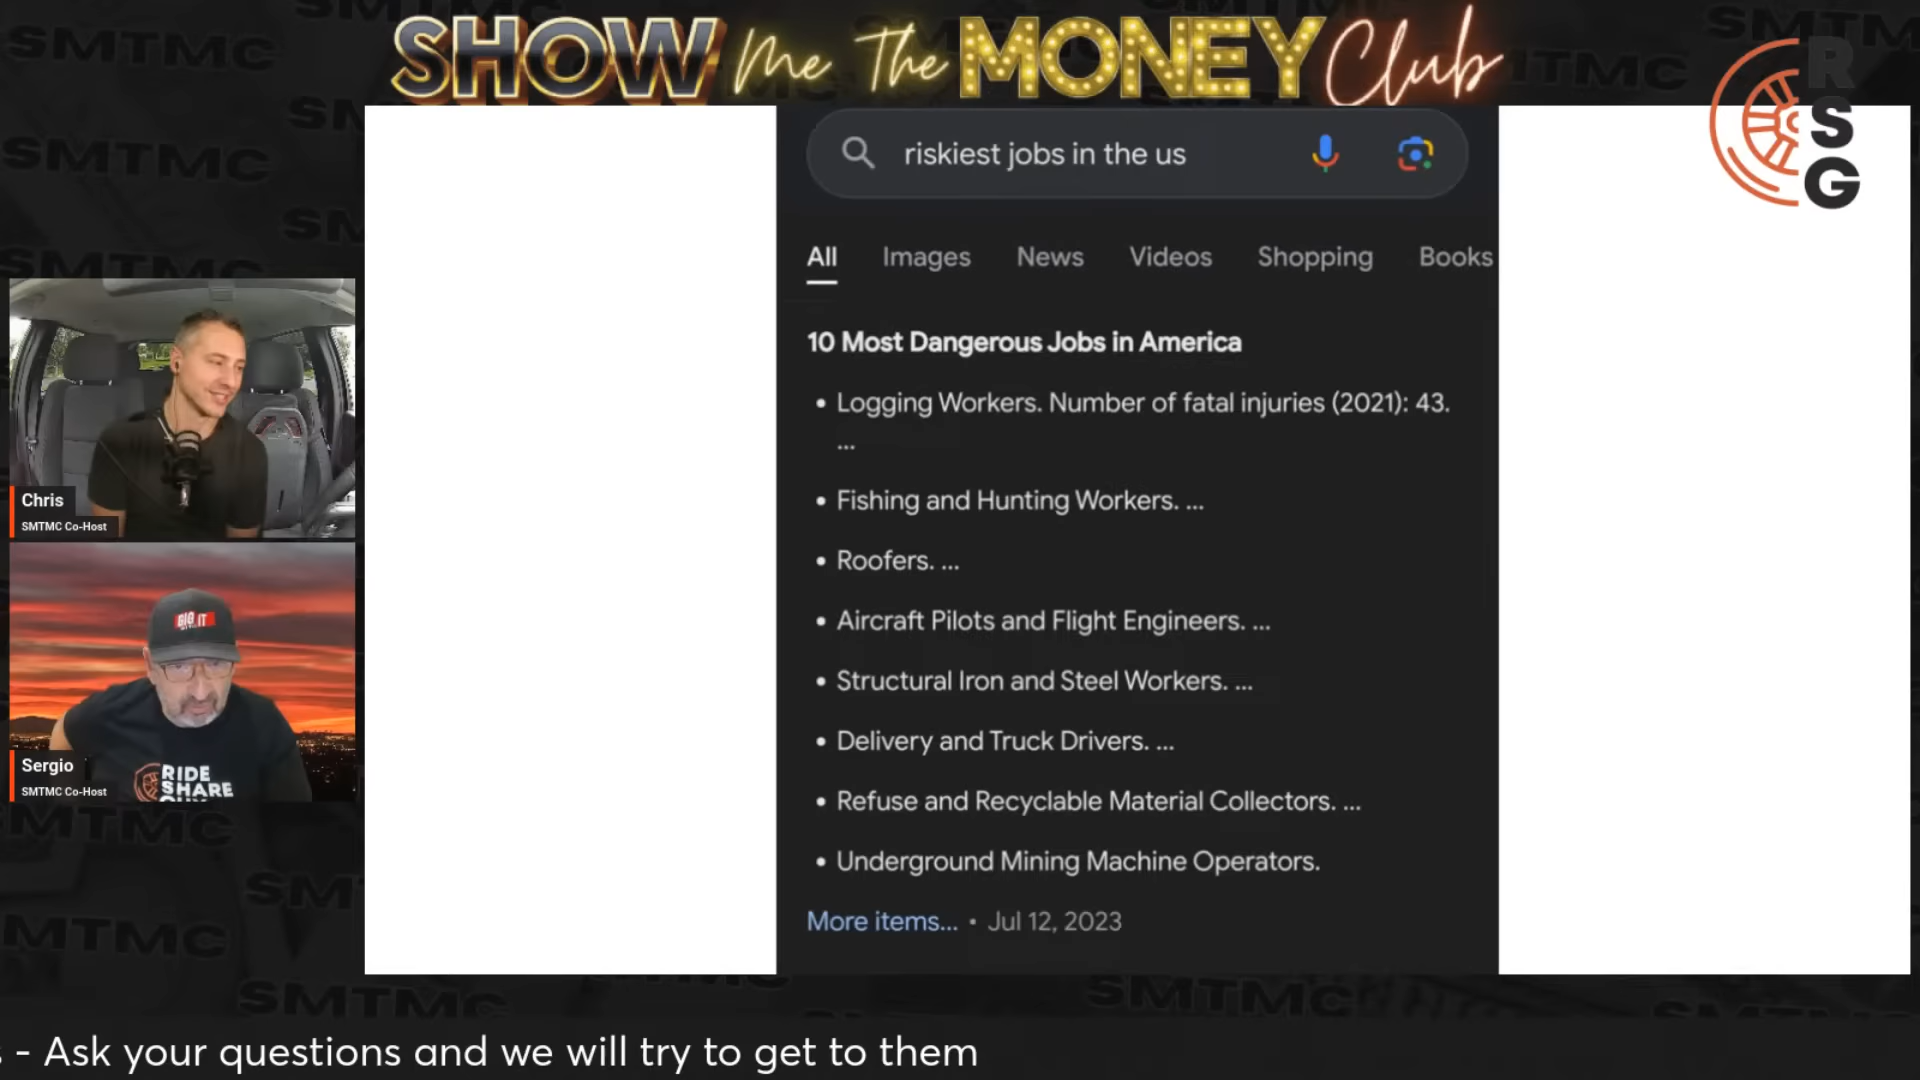 SHOW Me The MONEY Club
RSG
riskiest jobs in the us
All Images News Videos Shopping Books
10 Most Dangerous Jobs in America
• Logging Workers. Number of fatal injuries (2021): 43.
...
• Fishing and Hunting Workers. ...
• Roofers. ...
• Aircraft Pilots and Flight Engineers. ...
• Structural Iron and Steel Workers. ...
• Delivery and Truck Drivers. ...
• Refuse and Recyclable Material Collectors. ...
• Underground Mining Machine Operators.
More items... • Jul 12, 2023
Chris
SMTMC Co-Host
GIG IT
RIDE
SHARE
Sergio
SMTMC Co-Host
SMTMC
- Ask your questions and we will try to get to them